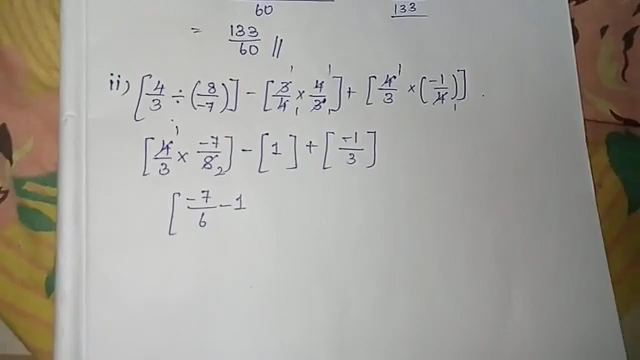 60
133
= 133/60 //
ii) [4/3 ÷ (8/-7)] - [3/4 × 4/3] + [4/3 × (-1/4)].
[4/3 × -7/8 2] - [1] + [-1/3]
[-7/6 - 1